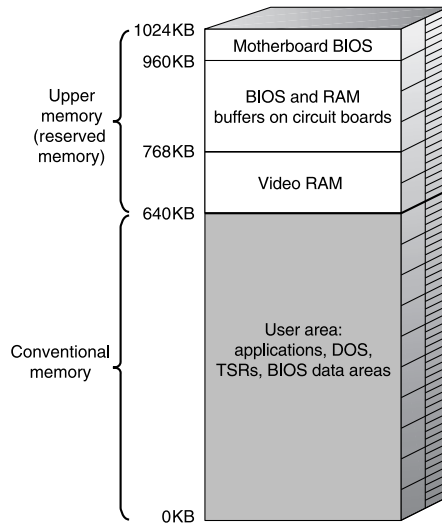 1024KB
Motherboard BIOS
960KB
Upper
memory
(reserved
memory)
BIOS and RAM
buffers on circuit boards
768KB
Video RAM
640KB
Conventional
memory
User area:
applications, DOS,
TSRs, BIOS data areas
0KB